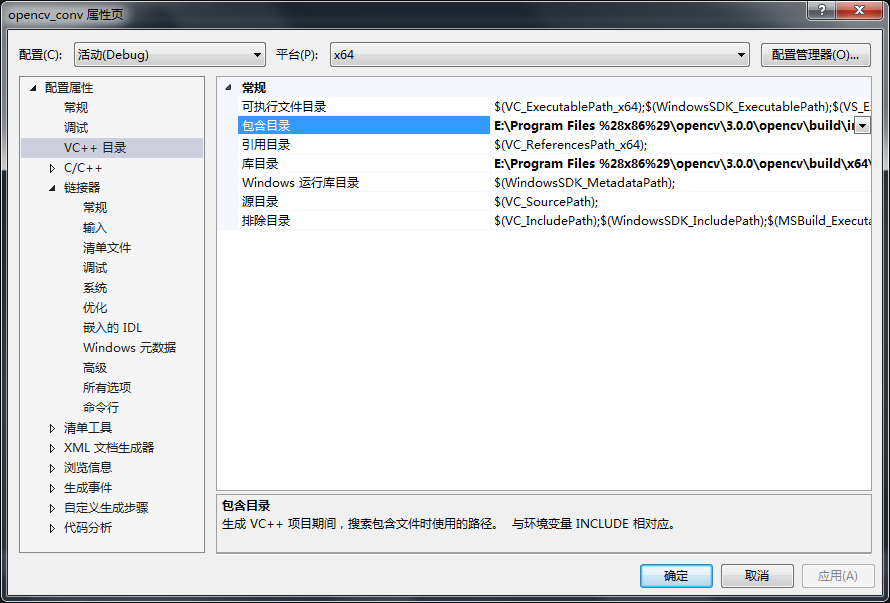 opencv_conv 属性页
配置(C): 活动(Debug) 平台(P): x64 配置管理器(O)...
配置属性
常规
调试
VC++ 目录
C/C++
链接器
常规
输入
清单文件
调试
系统
优化
嵌入的 IDL
Windows 元数据
高级
所有选项
命令行
清单工具
XML 文档生成器
浏览信息
生成事件
自定义生成步骤
代码分析
常规
可执行文件目录 $(VC_ExecutablePath_x64);$(WindowsSDK_ExecutablePath);$(VS_E
包含目录 E:\Program Files %28x86%29\opencv\3.0.0\opencv\build\in
引用目录 $(VC_ReferencesPath_x64);
库目录 E:\Program Files %28x86%29\opencv\3.0.0\opencv\build\x64\
Windows 运行库目录 $(WindowsSDK_MetadataPath);
源目录 $(VC_SourcePath);
排除目录 $(VC_IncludePath);$(WindowsSDK_IncludePath);$(MSBuild_Executa
包含目录
生成 VC++ 项目期间，搜索包含文件时使用的路径。 与环境变量 INCLUDE 相对应。
确定 取消 应用(A)